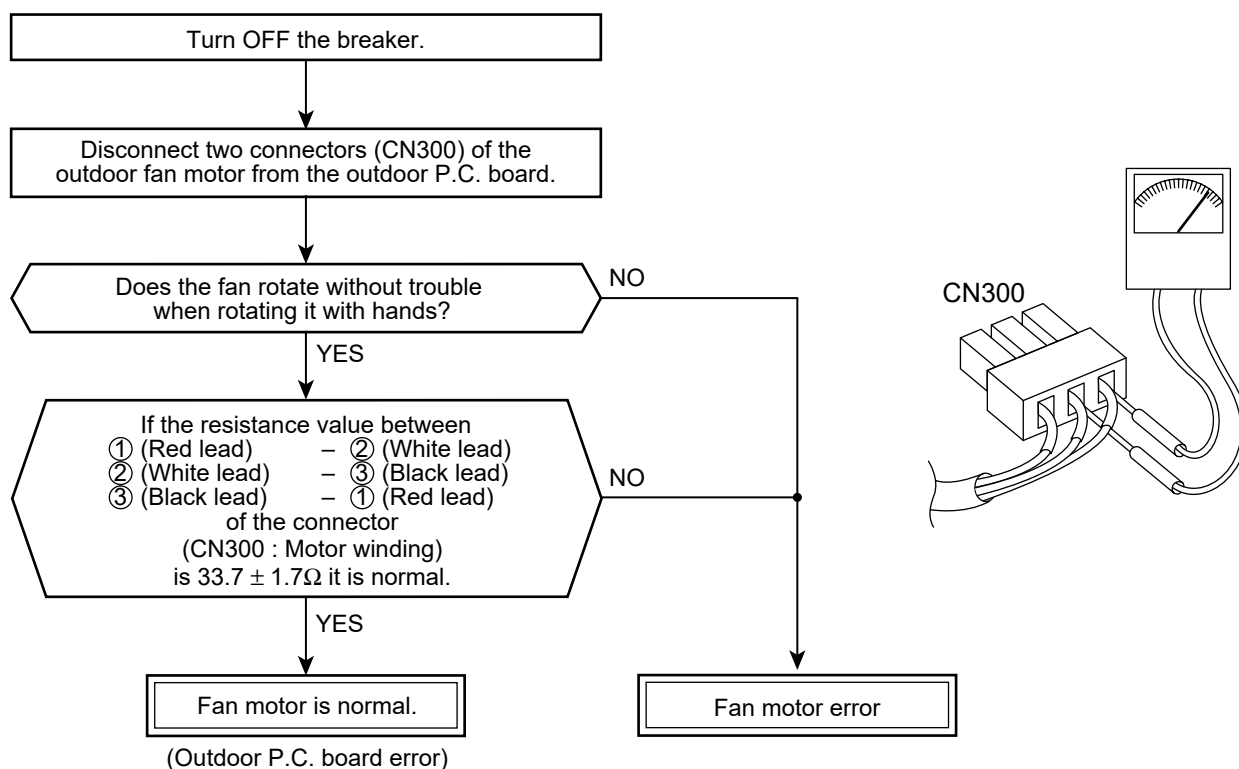 Turn OFF the breaker.
Disconnect two connectors (CN300) of the
outdoor fan motor from the outdoor P.C. board.
Does the fan rotate without trouble
when rotating it with hands?
NO
YES
If the resistance value between
① (Red lead) – ② (White lead)
② (White lead) – ③ (Black lead)
③ (Black lead) – ① (Red lead)
of the connector
(CN300 : Motor winding)
is 33.7 ± 1.7Ω it is normal.
NO
YES
Fan motor is normal.
(Outdoor P.C. board error)
Fan motor error
CN300